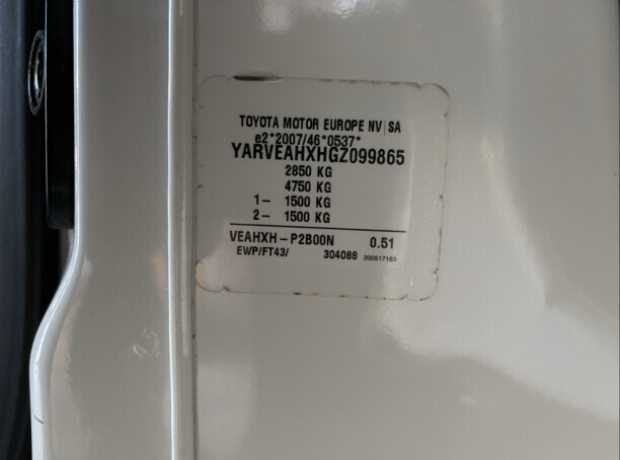 TOYOTA MOTOR EUROPE NV|SA
e2*2007/46*0537*
YARVEAHXHGZ099865
2850 KG
4750 KG
1- 1500 KG
2- 1500 KG
VEAHXH-P2B00N 0.51
EWP/FT43/ 304086